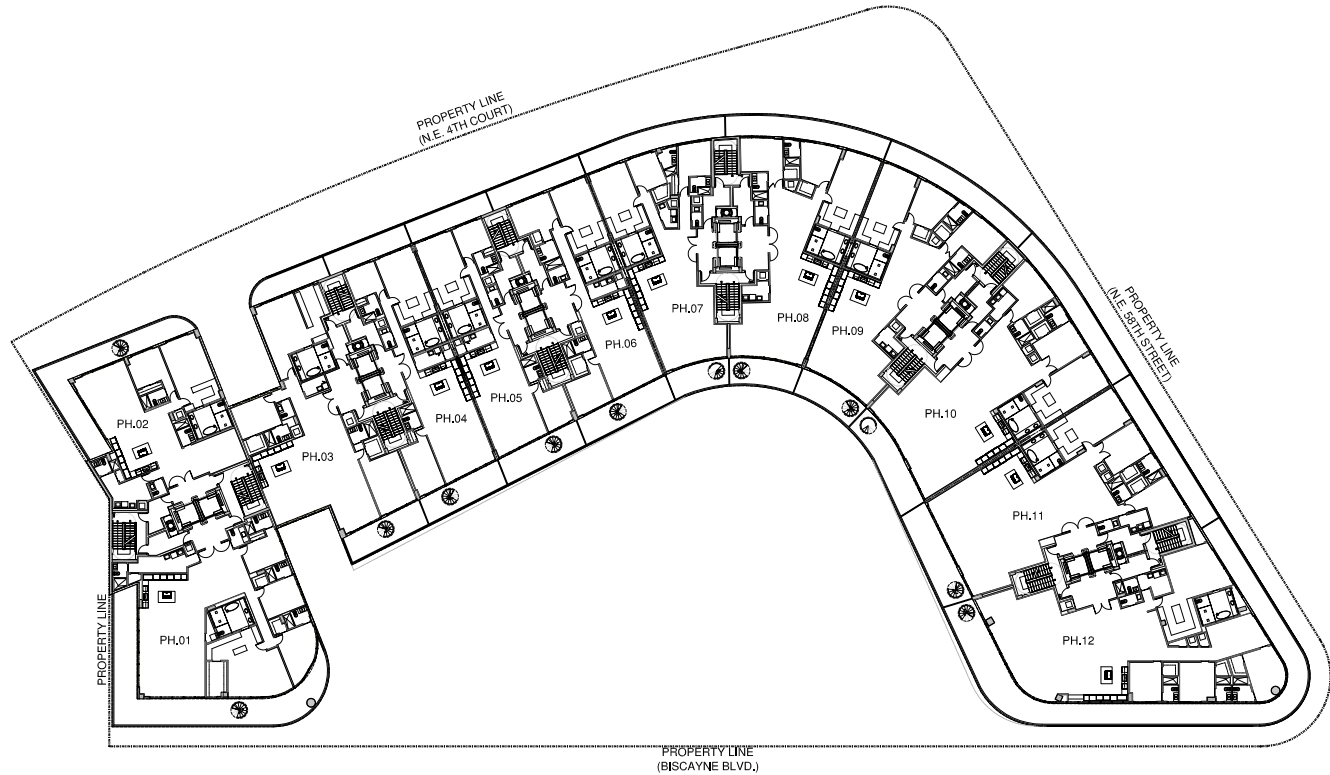 PROPERTY LINE
(N.E. 4TH COURT)
PROPERTY LINE
(N.E. 58TH STREET)
PH.07
PH.08
PH.09
PH.06
PH.05
PH.04
PH.10
PH.02
PH.03
PH.11
PROPERTY LINE
PH.01
PH.12
PROPERTY LINE
(BISCAYNE BLVD.)